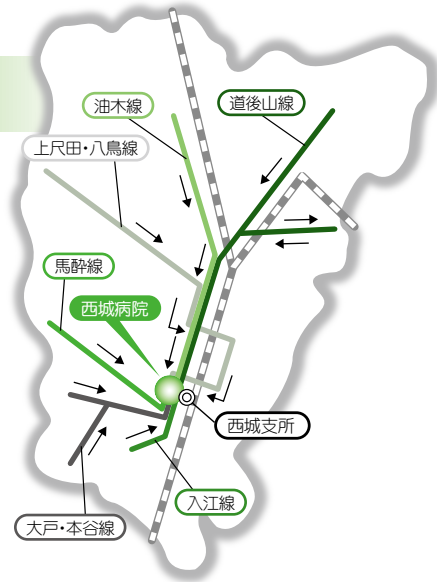 油木線
道後山線
上尺田・八鳥線
馬酔線
西城病院
西城支所
入江線
大戸・本谷線